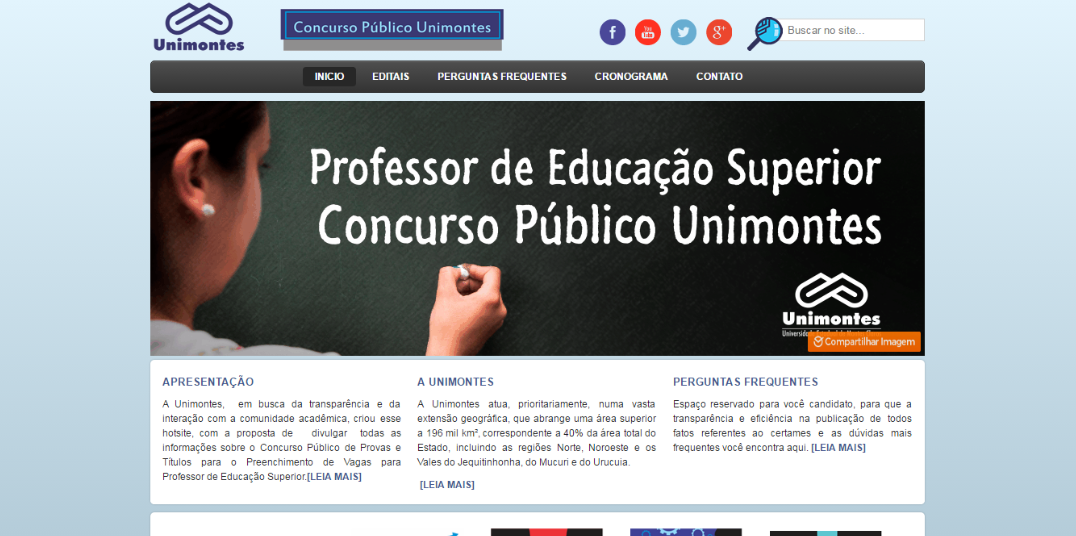 Unimontes
Concurso Público Unimontes
f
You
g+
Buscar no site...
INICIO EDITAIS PERGUNTAS FREQUENTES CRONOGRAMA CONTATO
Professor de Educação Superior
Concurso Público Unimontes
Unimontes
Compartilhar Imagem
APRESENTAÇÃO
A Unimontes, em busca da transparência e da
interação com a comunidade acadêmica, criou esse
hotsite, com a proposta de divulgar todas as
informações sobre o Concurso Público de Provas e
Títulos para o Preenchimento de Vagas para
Professor de Educação Superior.[LEIA MAIS]
A UNIMONTES
A Unimontes atua, prioritariamente, numa vasta
extensão geográfica, que abrange uma área superior
a 196 mil km², correspondente a 40% da área total do
Estado, incluindo as regiões Norte, Noroeste e os
Vales do Jequitinhonha, do Mucuri e do Urucuia.
[LEIA MAIS]
PERGUNTAS FREQUENTES
Espaço reservado para você candidato, para que a
transparência e eficiência na publicação de todos
fatos referentes ao certames e as dúvidas mais
frequentes você encontra aqui. [LEIA MAIS]